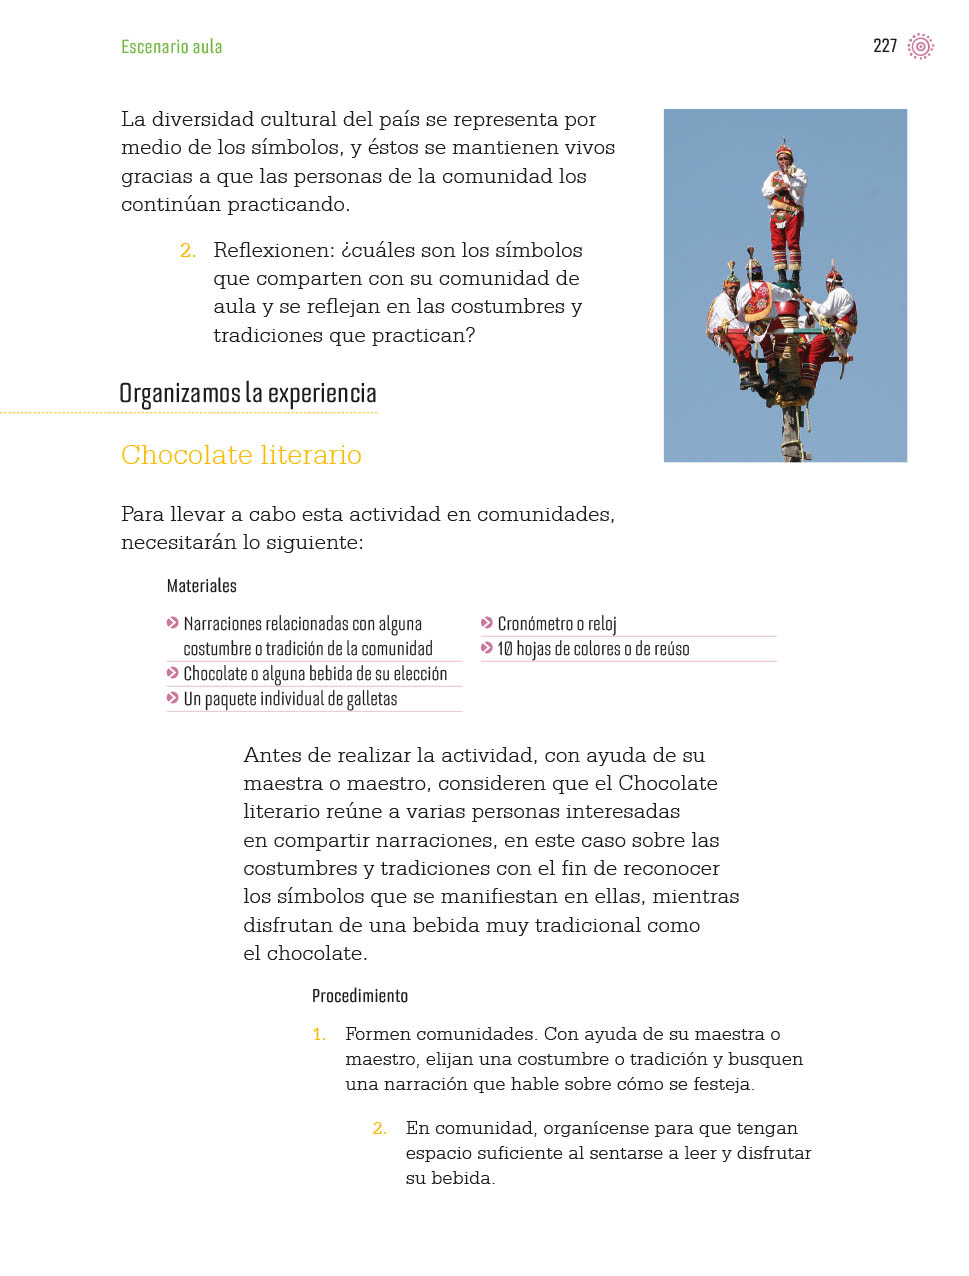 Escenario aula
227
La diversidad cultural del país se representa por
medio de los símbolos, y éstos se mantienen vivos
gracias a que las personas de la comunidad los
continúan practicando.
2. Reflexionen: ¿cuáles son los símbolos
que comparten con su comunidad de
aula y se reflejan en las costumbres y
tradiciones que practican?
Organizamos la experiencia
Chocolate literario
Para llevar a cabo esta actividad en comunidades,
necesitarán lo siguiente:
Materiales
Narraciones relacionadas con alguna
costumbre o tradición de la comunidad
Chocolate o alguna bebida de su elección
Un paquete individual de galletas
Cronómetro o reloj
10 hojas de colores o de reúso
Antes de realizar la actividad, con ayuda de su
maestra o maestro, consideren que el Chocolate
literario reúne a varias personas interesadas
en compartir narraciones, en este caso sobre las
costumbres y tradiciones con el fin de reconocer
los símbolos que se manifiestan en ellas, mientras
disfrutan de una bebida muy tradicional como
el chocolate.
Procedimiento
1. Formen comunidades. Con ayuda de su maestra o
maestro, elijan una costumbre o tradición y busquen
una narración que hable sobre cómo se festeja.
2. En comunidad, organícense para que tengan
espacio suficiente al sentarse a leer y disfrutar
su bebida.